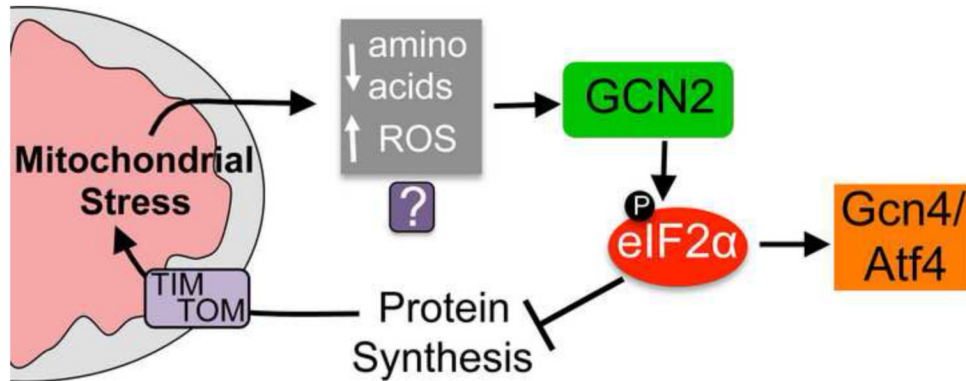 Mitochondrial
Stress
amino
acids
ROS
?
GCN2
P
eIF2α
Gcn4/
Atf4
TIM
TOM
Protein
Synthesis